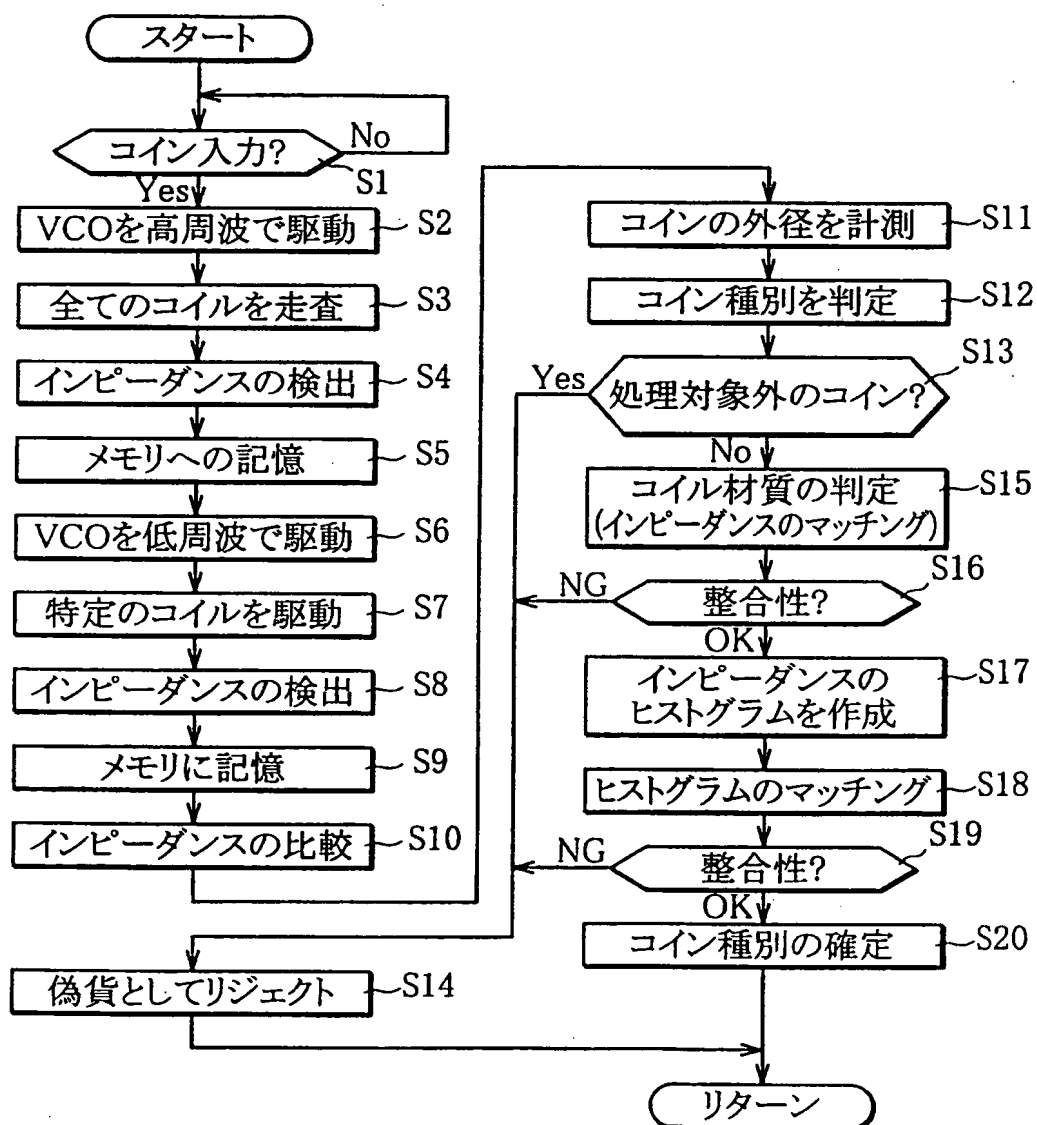 スタート
コイン入力?
No
S1
Yes
VCOを高周波で駆動
S2
全てのコイルを走査
S3
インピーダンスの検出
S4
メモリへの記憶
S5
VCOを低周波で駆動
S6
特定のコイルを駆動
S7
インピーダンスの検出
S8
メモリに記憶
S9
インピーダンスの比較
S10
コインの外径を計測
S11
コイン種別を判定
S12
処理対象外のコイン?
S13
Yes
No
コイル材質の判定
(インピーダンスのマッチング)
S15
整合性?
S16
NG
OK
インピーダンスの
ヒストグラムを作成
S17
ヒストグラムのマッチング
S18
整合性?
S19
NG
OK
コイン種別の確定
S20
偽貨としてリジェクト
S14
リターン